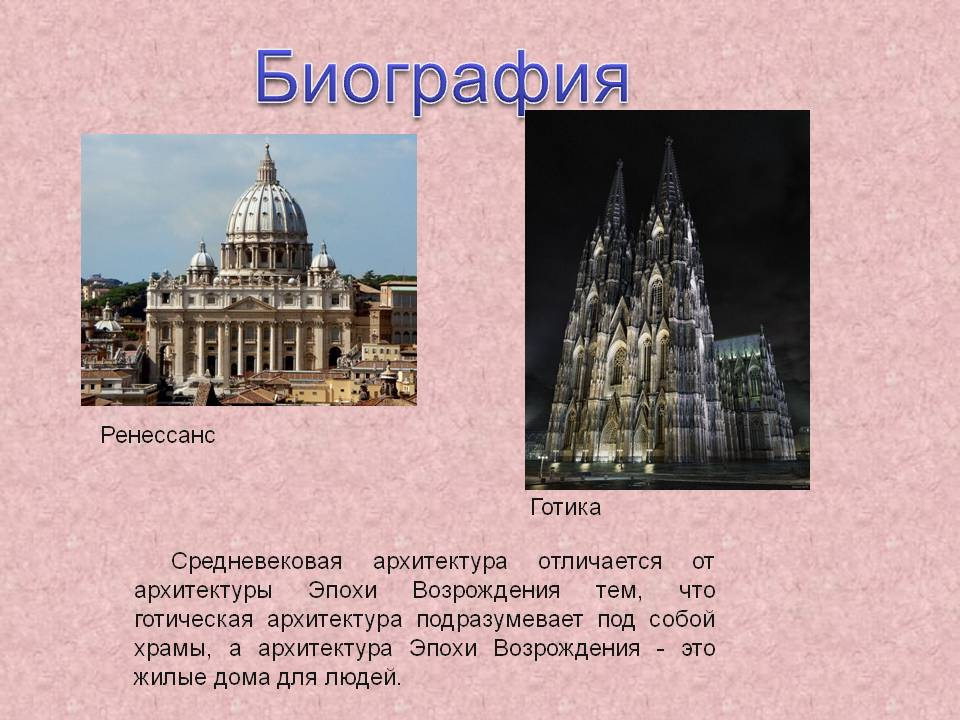 Биография
Ренессанс
Готика
Средневековая архитектура отличается от
архитектуры Эпохи Возрождения тем, что
готическая архитектура подразумевает под собой
храмы, а архитектура Эпохи Возрождения - это
жилые дома для людей.